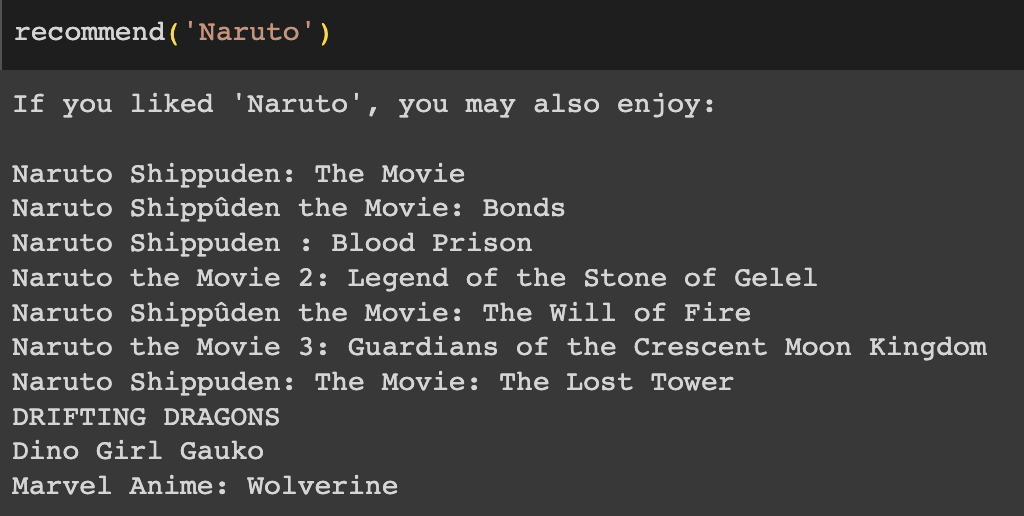 recommend('Naruto')
If you liked 'Naruto', you may also enjoy:
Naruto Shippuden: The Movie
Naruto Shippûden the Movie: Bonds
Naruto Shippuden : Blood Prison
Naruto the Movie 2: Legend of the Stone of Gelel
Naruto Shippûden the Movie: The Will of Fire
Naruto the Movie 3: Guardians of the Crescent Moon Kingdom
Naruto Shippuden: The Movie: The Lost Tower
DRIFTING DRAGONS
Dino Girl Gauko
Marvel Anime: Wolverine